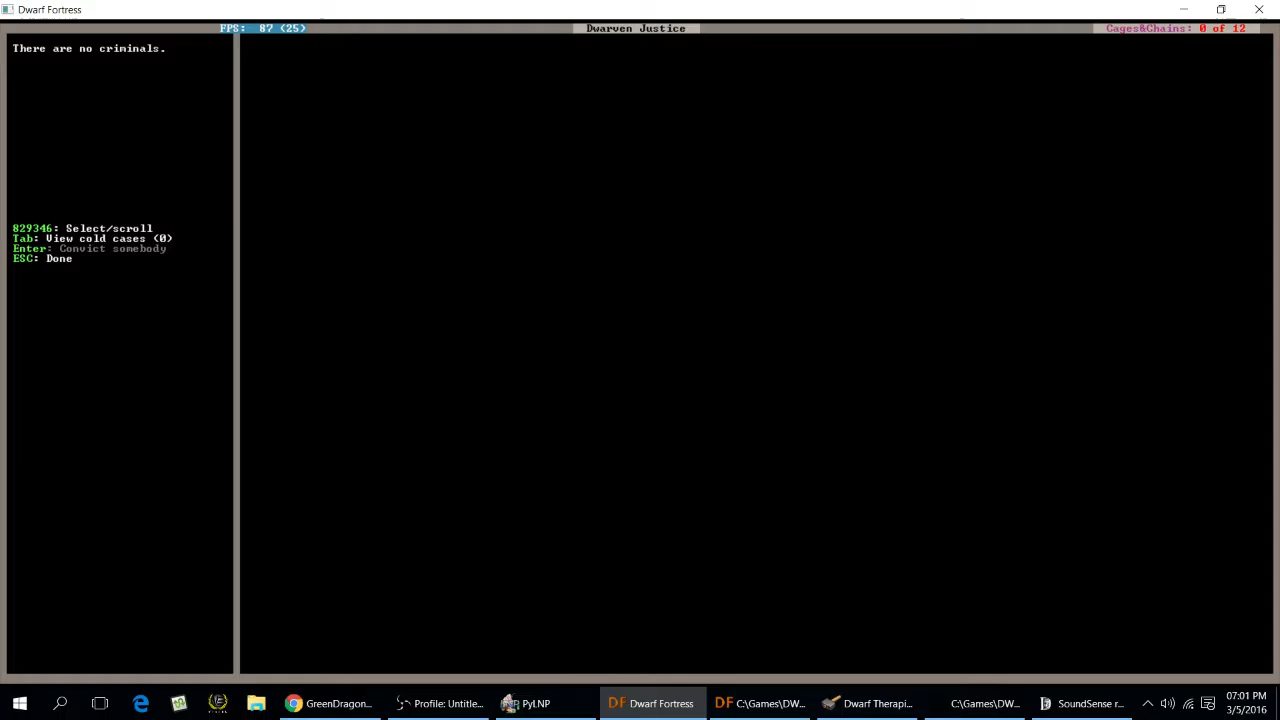 Dwarf Fortress
FPS: 87 (25)
Dwarven Justice
Cages&Chains: 0 of 12
There are no criminals.
829346: Select/scroll
Tab: View cold cases (0)
Enter: Convict somebody
ESC: Done
GreenDragon...
Profile: Untitle...
PyLNP
DF Dwarf Fortress
DF C:\Games\DW...
Dwarf Therapi...
C:\Games\DW...
SoundSense r...
07:01 PM
3/5/2016